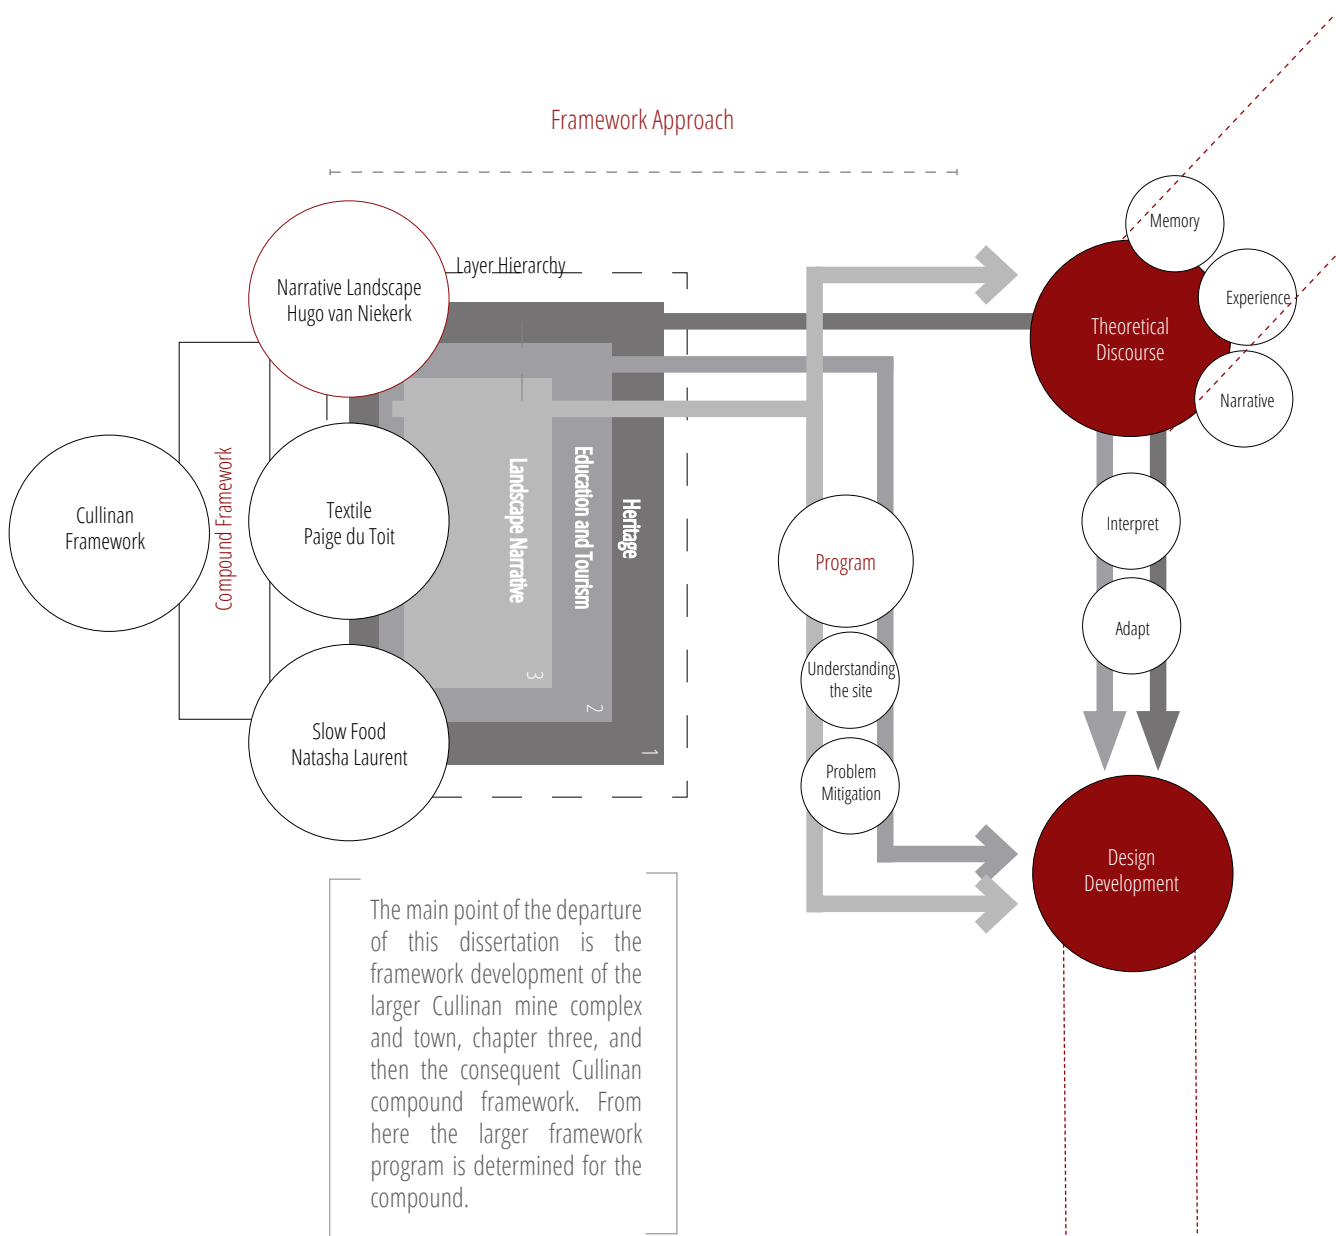 Framework Approach
Layer Hierarchy
Narrative Landscape
Hugo van Niekerk
Cullinan
Framework
Compound Framework
Textile
Paige du Toit
Slow Food
Natasha Laurent
Landscape Narrative
3
Education and Tourism
2
Heritage
1
Program
Understanding
the site
Problem
Mitigation
Theoretical
Discourse
Memory
Experience
Narrative
Interpret
Adapt
Design
Development
The main point of the departure
of this dissertation is the
framework development of the
larger Cullinan mine complex
and town, chapter three, and
then the consequent Cullinan
compound framework. From
here the larger framework
program is determined for the
compound.